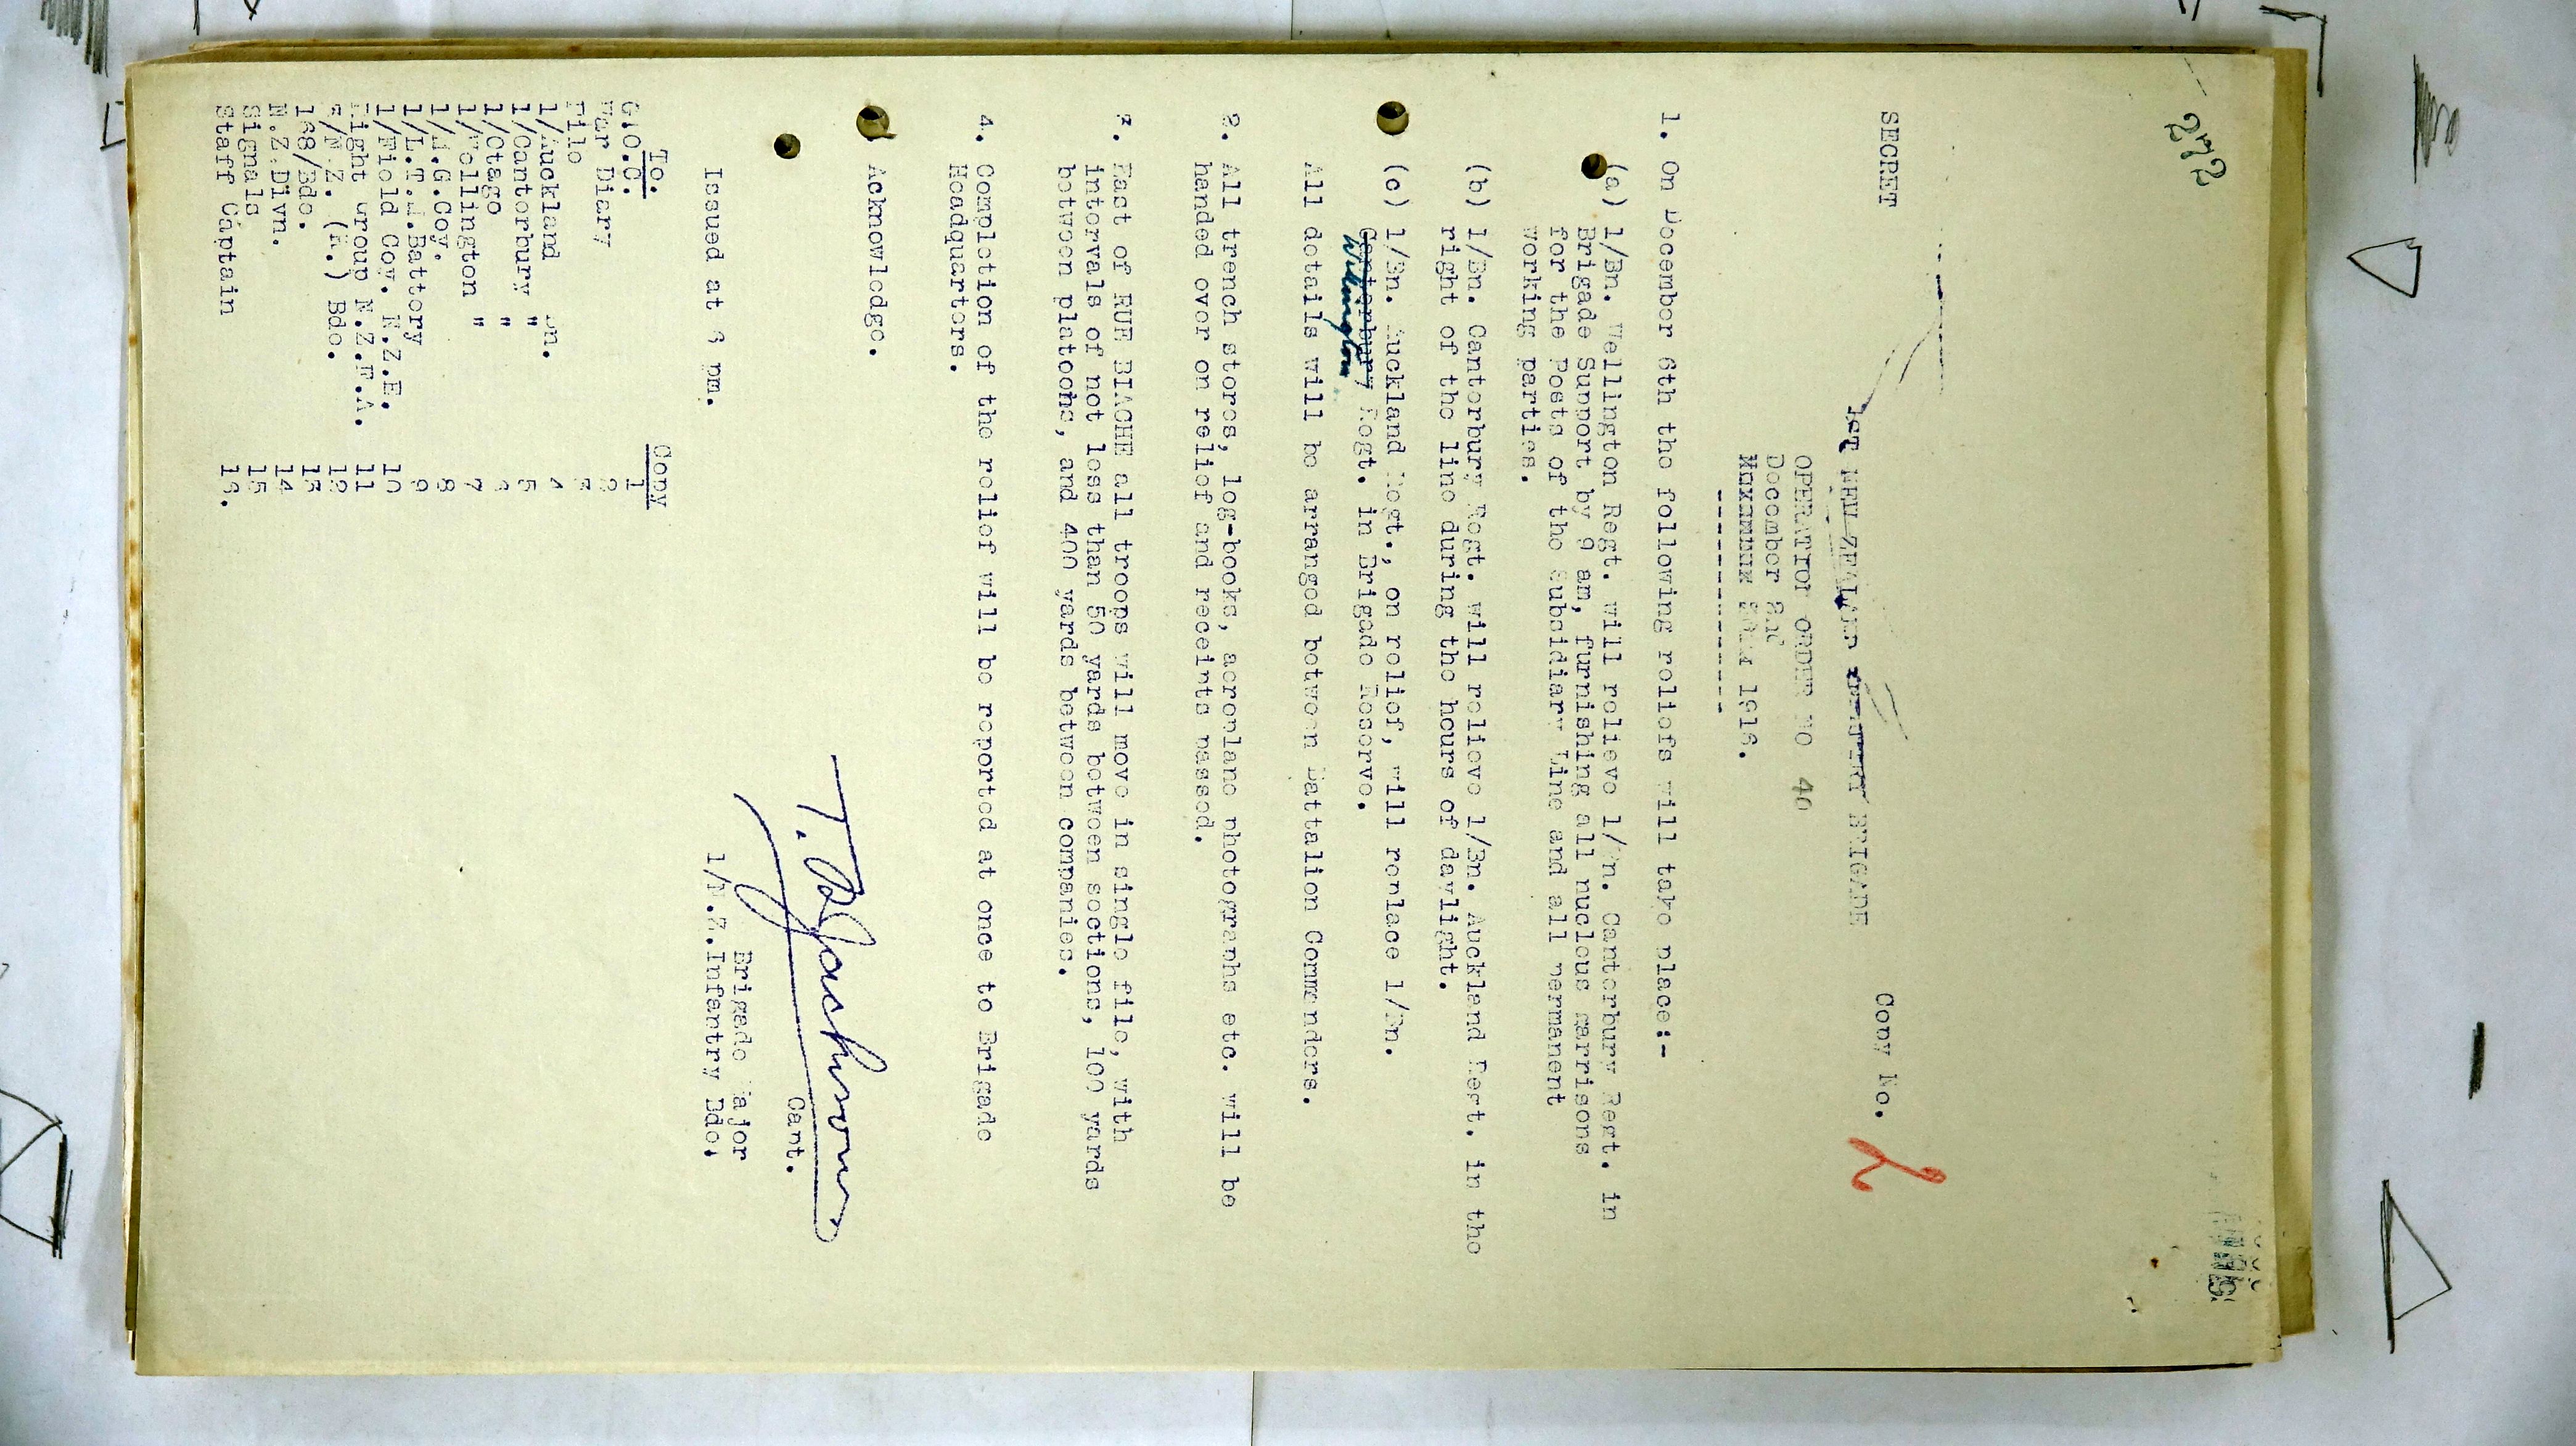 272
SECRET
Copy No. 2
1ST NEW ZEALAND INFANTRY BRIGADE
OPERATION ORDER NO 40
December 2nd
1916.
-------------
1. On December 6th the following reliefs will take place:-
(a) 1/Bn. Wellington Regt. will relieve 1/Bn. Canterbury Regt. in
Brigade Support by 9 am, furnishing all nucleus garrisons
for the Posts of the Subsidiary Line and all permanent
working parties.
(b) 1/Bn. Canterbury Regt. will relieve 1/Bn. Auckland Regt. in the
right of the line during the hours of daylight.
(c) 1/Bn. Auckland Regt., on relief, will replace 1/Bn.
Canterbury Regt. in Brigade Reserve.
Wellington
All details will be arranged between Battalion Commanders.
2. All trench stores, log-books, aeroplane photographs etc. will be
handed over on relief and receipts passed.
3. East of RUE BIACHE all troops will move in single file, with
intervals of not less than 50 yards between sections, 100 yards
between platoons, and 400 yards between companies.
4. Completion of the relief will be reported at once to Brigade
Headquarters.
Acknowledge.
Capt.
Brigade Major
1/N.Z.Infantry Bde.
Issued at 6 pm.
To. Copy
G.O.C. 1
War Diary 2
File 3
1/Auckland Bn. 4
1/Canterbury " 5
1/Otago " 6
1/Wellington " 7
1/M.G.Coy. 8
1/L.T.M.Battery 9
1/Field Coy. N.Z.E. 10
Right Group N.Z.F.A. 11
3/N.Z. (R.) Bde. 12
188/Bde. 13
N.Z.Divn. 14
Signals 15
Staff Captain 16.